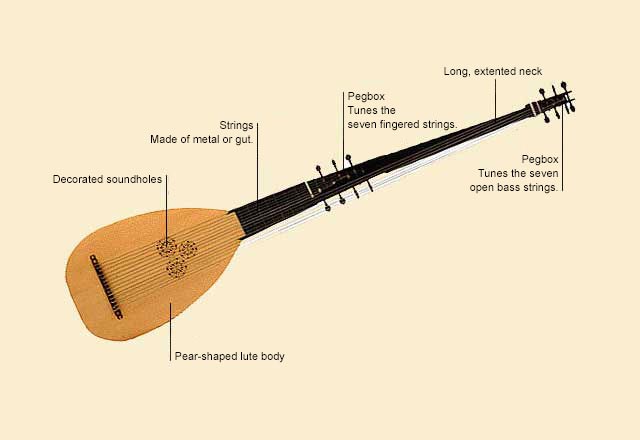 Long, extented neck
Pegbox
Tunes the
seven fingered strings.
Strings
Made of metal or gut.
Pegbox
Tunes the seven
open bass strings.
Decorated soundholes
Pear-shaped lute body